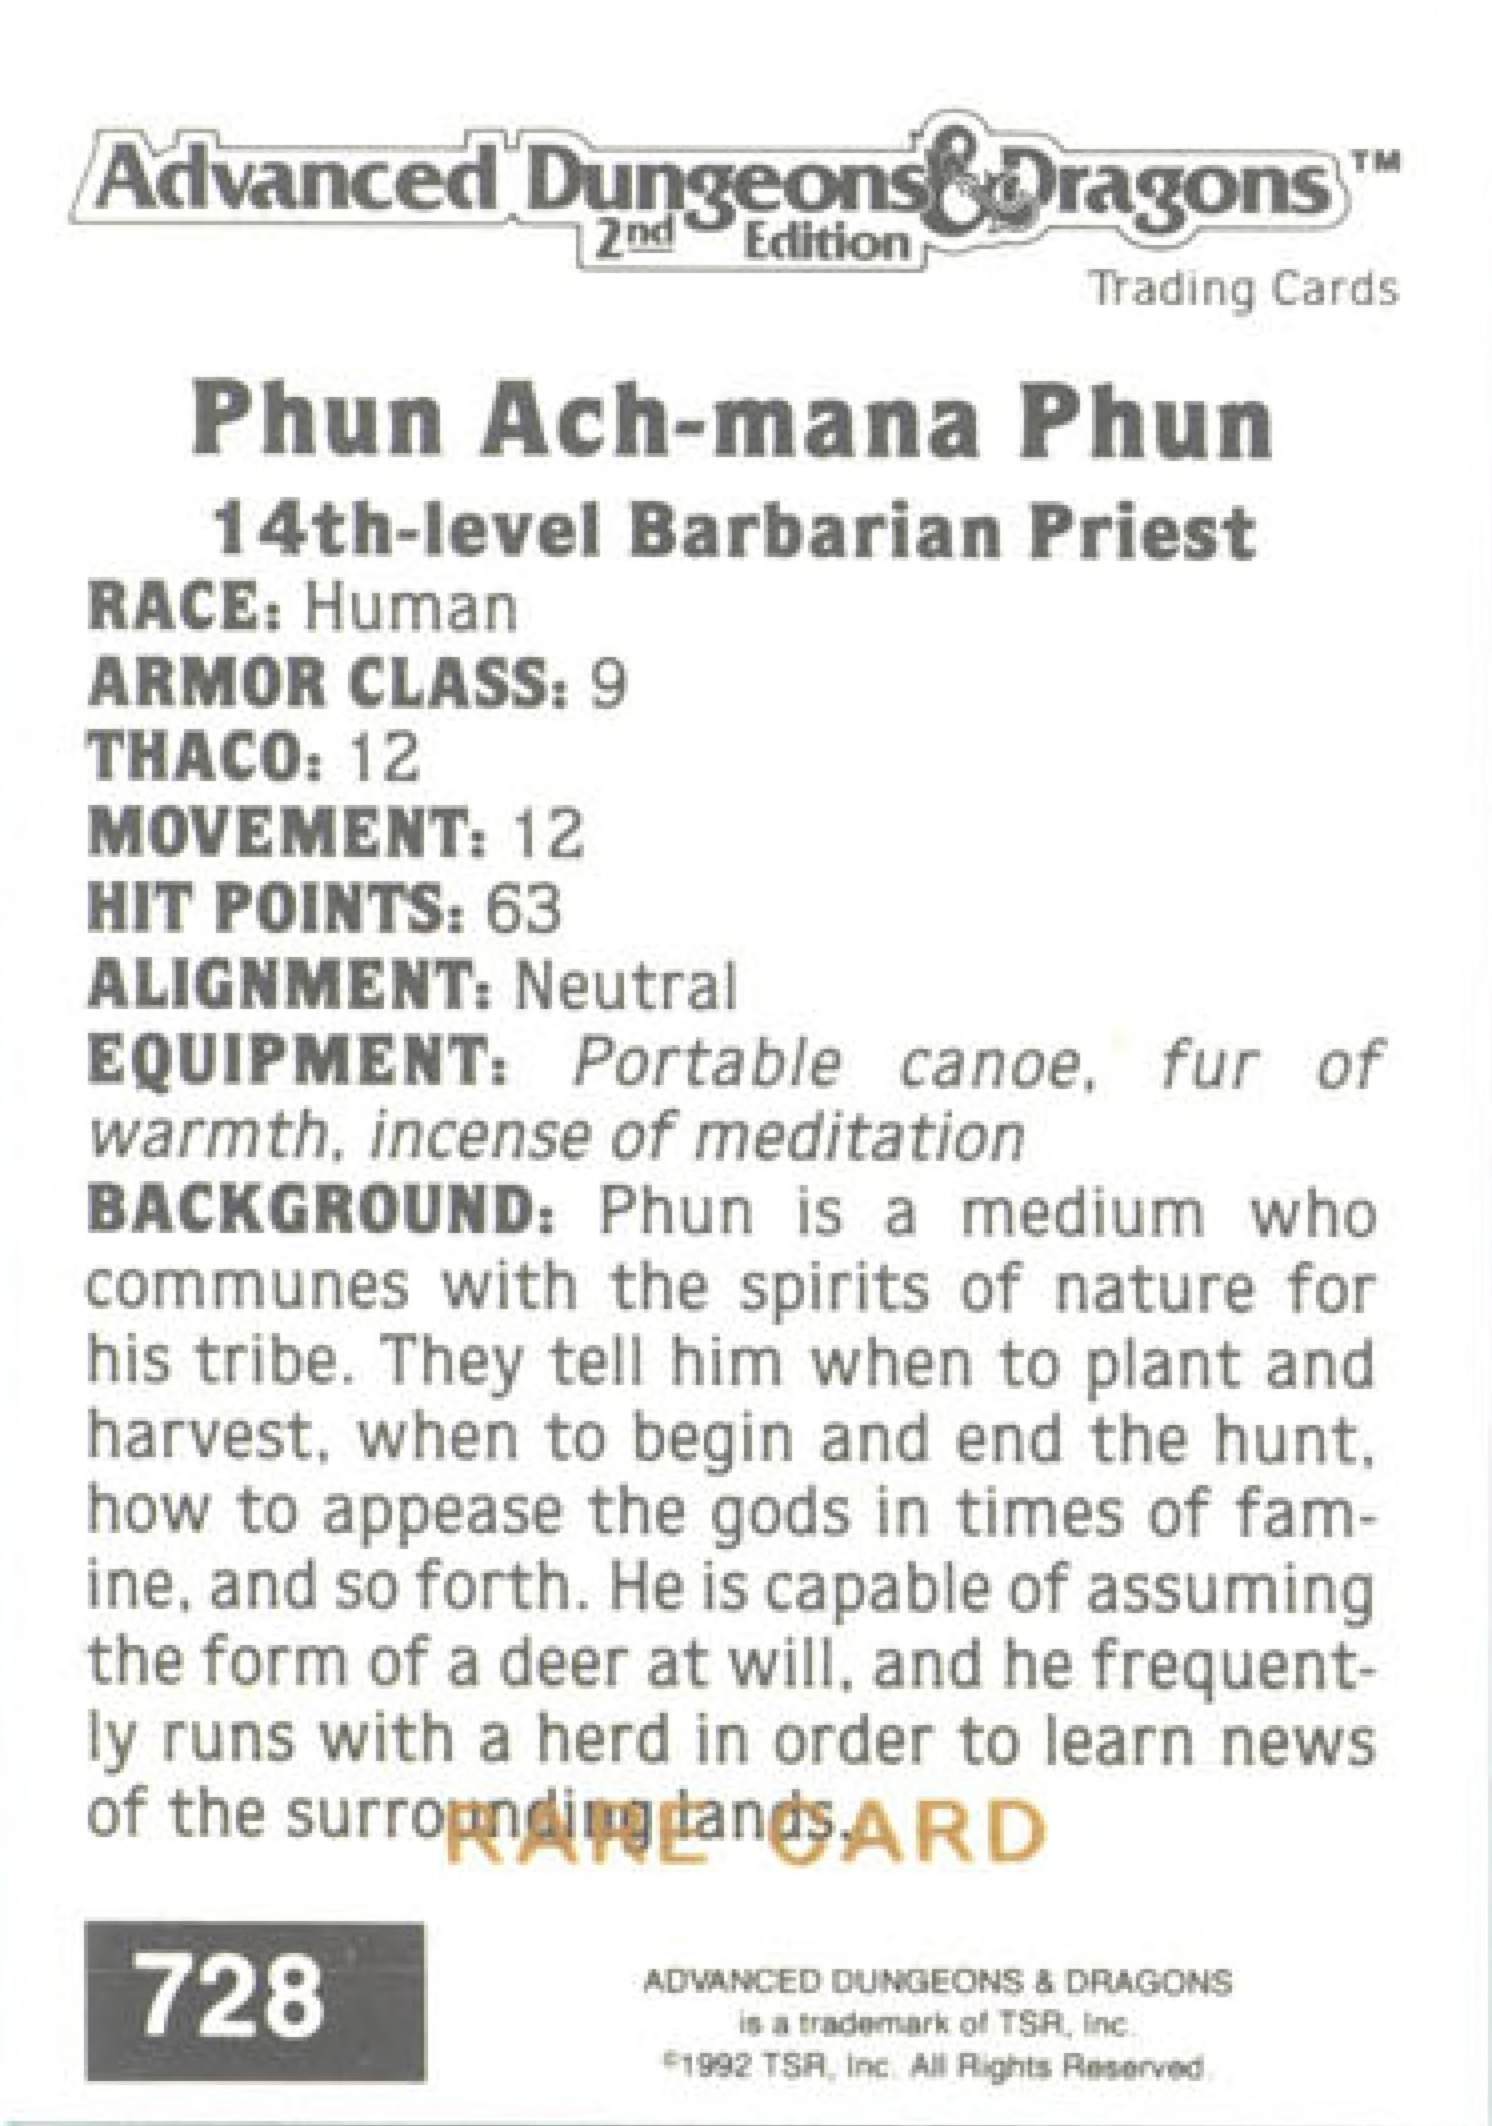 Advanced Dungeons & Dragons™
2nd Edition
Trading Cards
Phun Ach-mana Phun
14th-level Barbarian Priest
RACE: Human
ARMOR CLASS: 9
THACO: 12
MOVEMENT: 12
HIT POINTS: 63
ALIGNMENT: Neutral
EQUIPMENT: Portable canoe, fur of
warmth, incense of meditation
BACKGROUND: Phun is a medium who
communes with the spirits of nature for
his tribe. They tell him when to plant and
harvest, when to begin and end the hunt,
how to appease the gods in times of fam-
ine, and so forth. He is capable of assuming
the form of a deer at will, and he frequent-
ly runs with a herd in order to learn news
of the surrounding lands.
RARE CARD
728
ADVANCED DUNGEONS & DRAGONS
is a trademark of TSR, Inc.
©1992 TSR, Inc. All Rights Reserved.